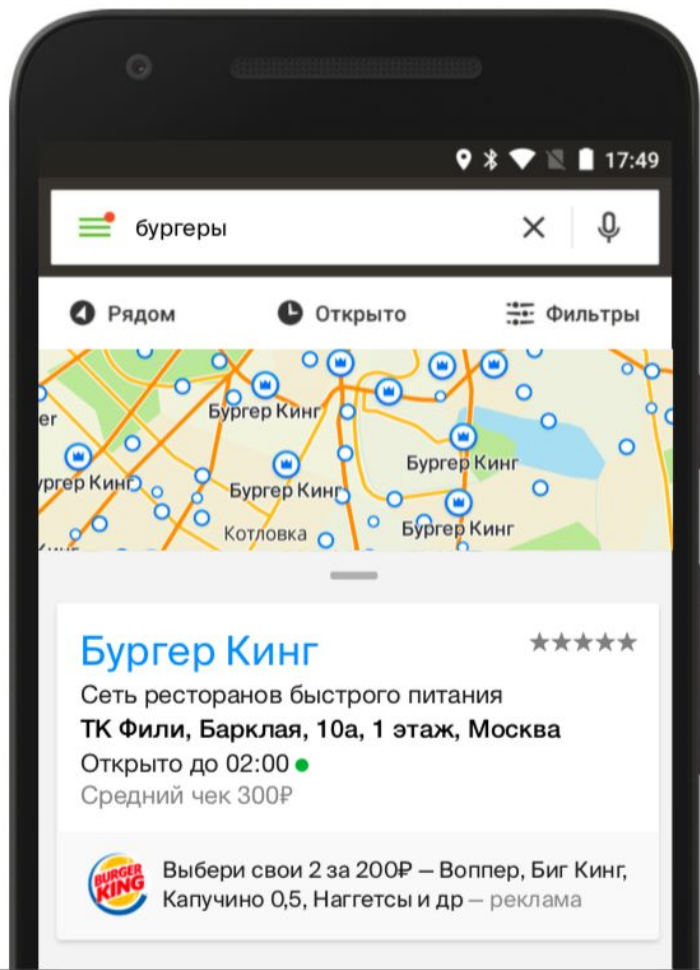 17:49
бургеры
Рядом
Открыто
Фильтры
ег
Бургер Кинг
Бургер Кинг
ургер Кинг
Бургер Кинг
Котловка
Бургер Кинг
Бургер Кинг
★★★★★
Сеть ресторанов быстрого питания
ТК Фили, Барклая, 10а, 1 этаж, Москва
Открыто до 02:00
Средний чек 300₽
BURGER
KING
Выбери свои 2 за 200₽ – Воппер, Биг Кинг,
Капучино 0,5, Наггетсы и др – реклама